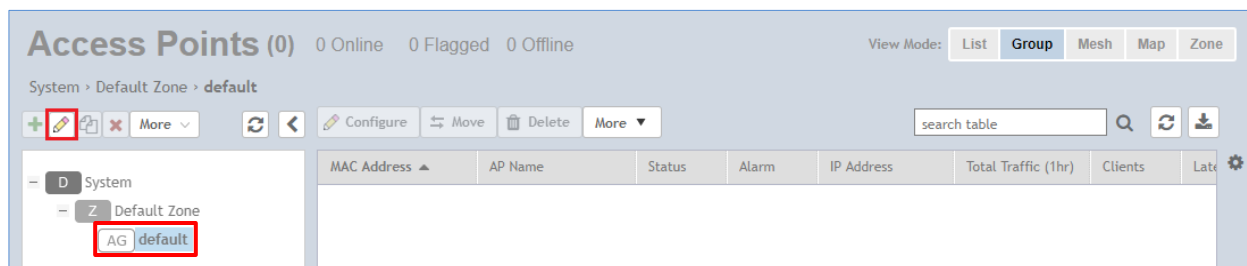 Access Points (0) 0 Online 0 Flagged 0 Offline View Mode: List Group Mesh Map Zone
System › Default Zone › default
More Configure Move Delete More ▼ search table
MAC Address ▲ AP Name Status Alarm IP Address Total Traffic (1hr) Clients Late
D System
Z Default Zone
AG default